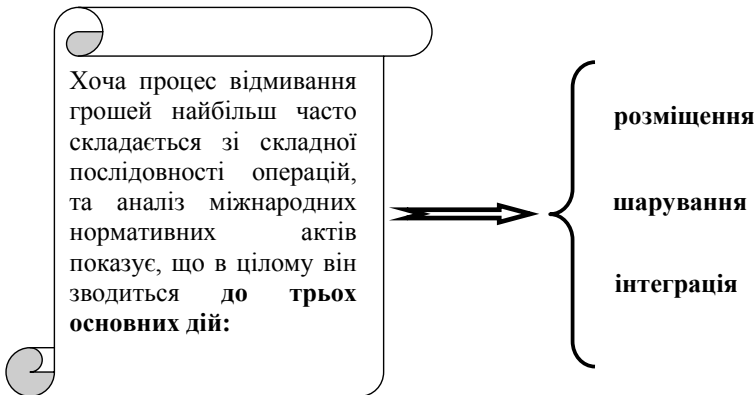 Хоча процес відмивання
грошей найбільш часто
складається зі складної
послідовності операцій,
та аналіз міжнародних
нормативних актів
показує, що в цілому він
зводиться до трьох
основних дій:
розміщення
шарування
інтеграція